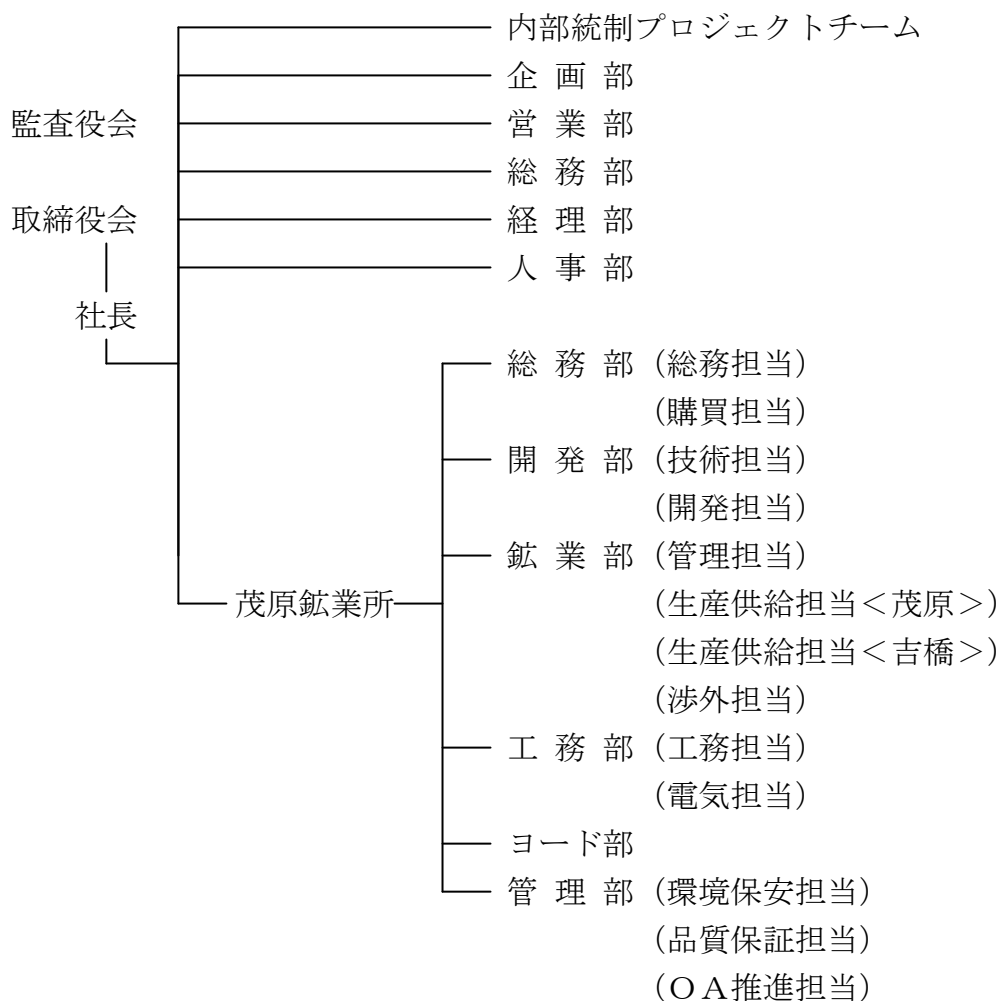 内部統制プロジェクトチーム
企 画 部
監査役会
営 業 部
総 務 部
取締役会
経 理 部
人 事 部
社長
総 務 部（総務担当）
（購買担当）
開 発 部（技術担当）
（開発担当）
鉱 業 部（管理担当）
茂原鉱業所
（生産供給担当＜茂原＞）
（生産供給担当＜吉橋＞）
（渉外担当）
工 務 部（工務担当）
（電気担当）
ヨード部
管 理 部（環境保安担当）
（品質保証担当）
（ＯＡ推進担当）